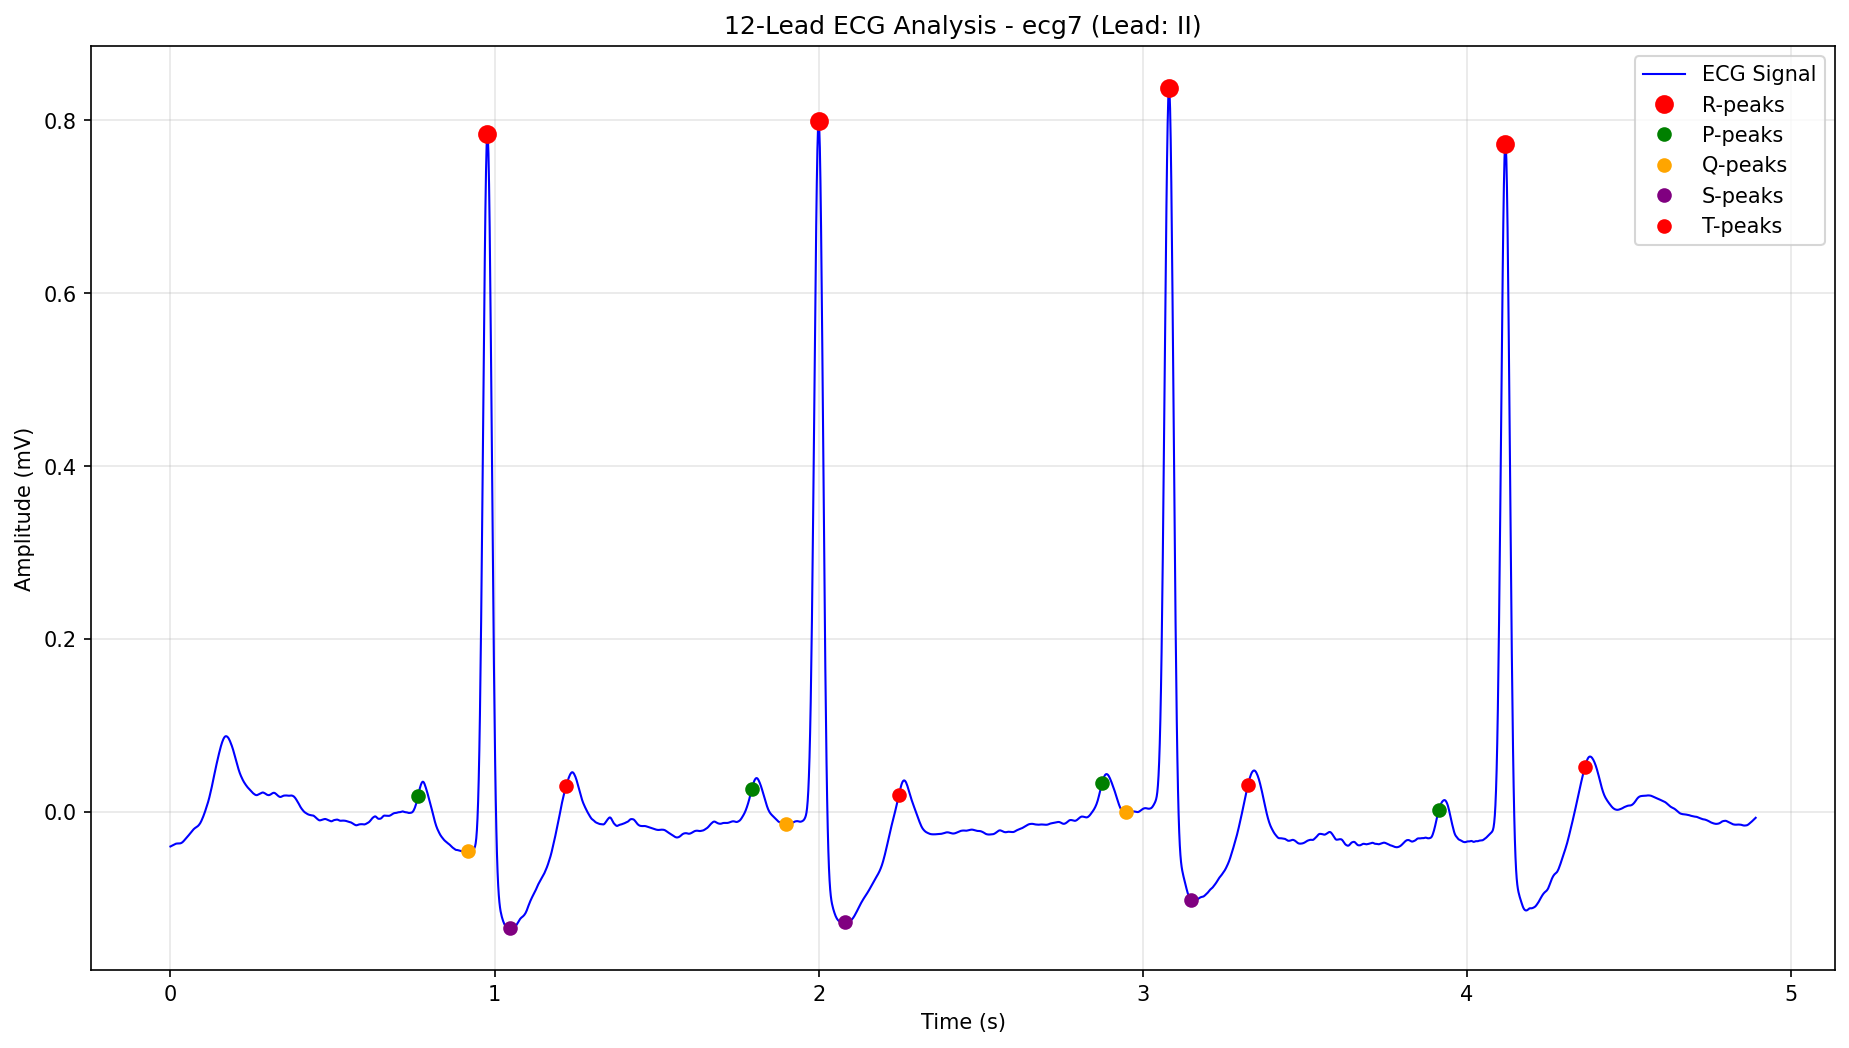 12-Lead ECG Analysis - ecg7 (Lead: II)
ECG Signal
R-peaks
P-peaks
Q-peaks
S-peaks
T-peaks
Amplitude (mV)
0.8
0.6
0.4
0.2
0.0
0 1 2 3 4 5
Time (s)